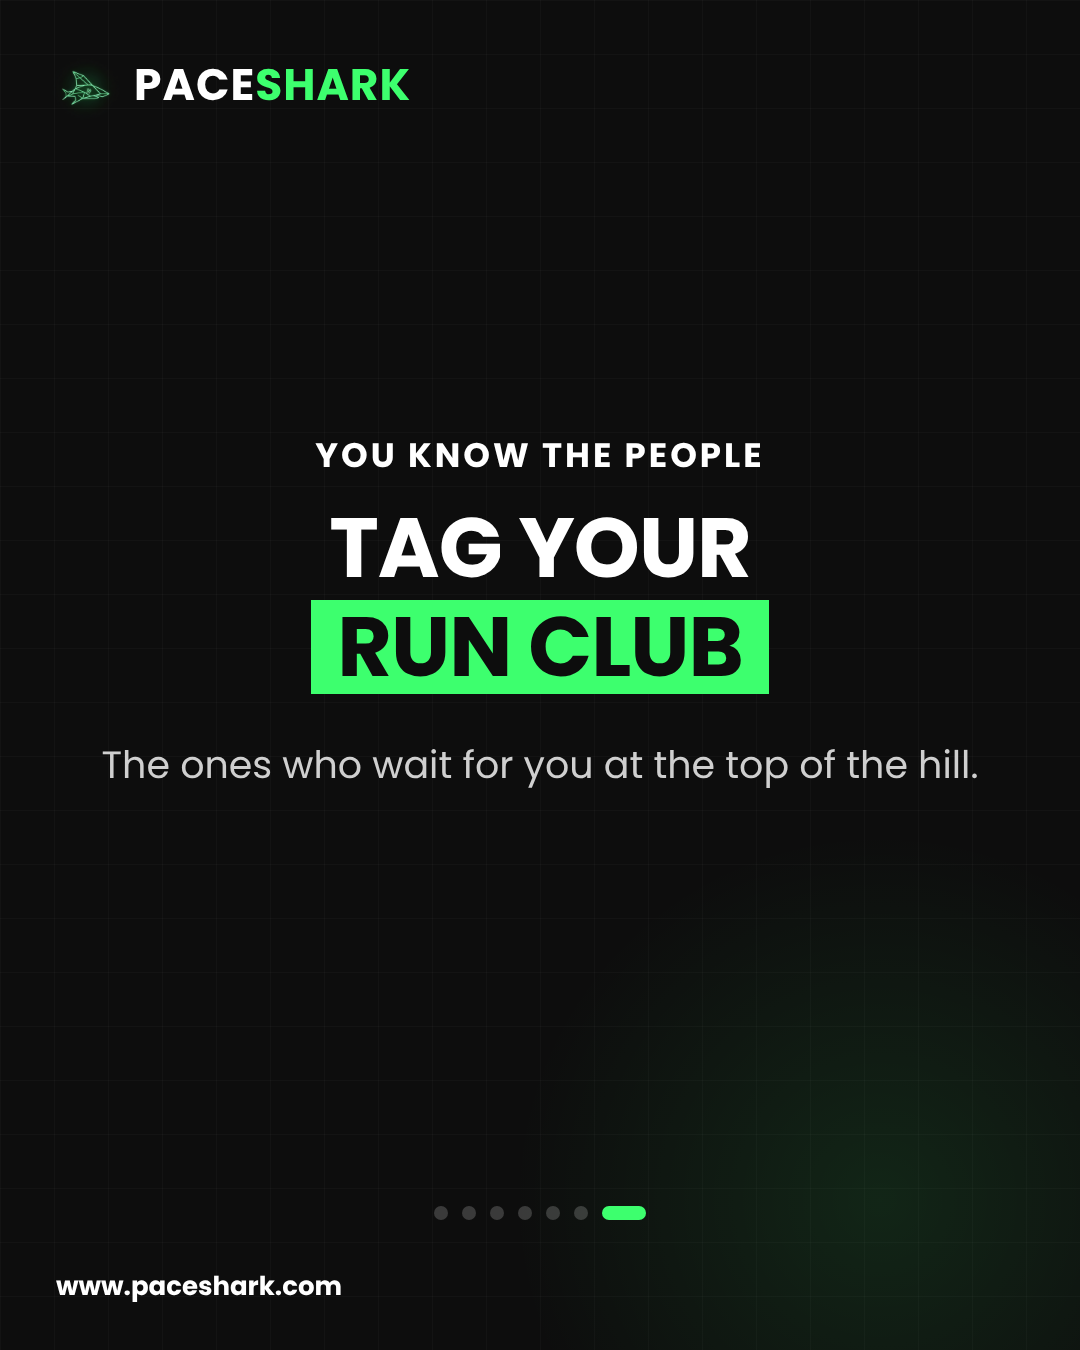 PACESHARK
YOU KNOW THE PEOPLE
TAG YOUR
RUN CLUB
The ones who wait for you at the top of the hill.
www.paceshark.com